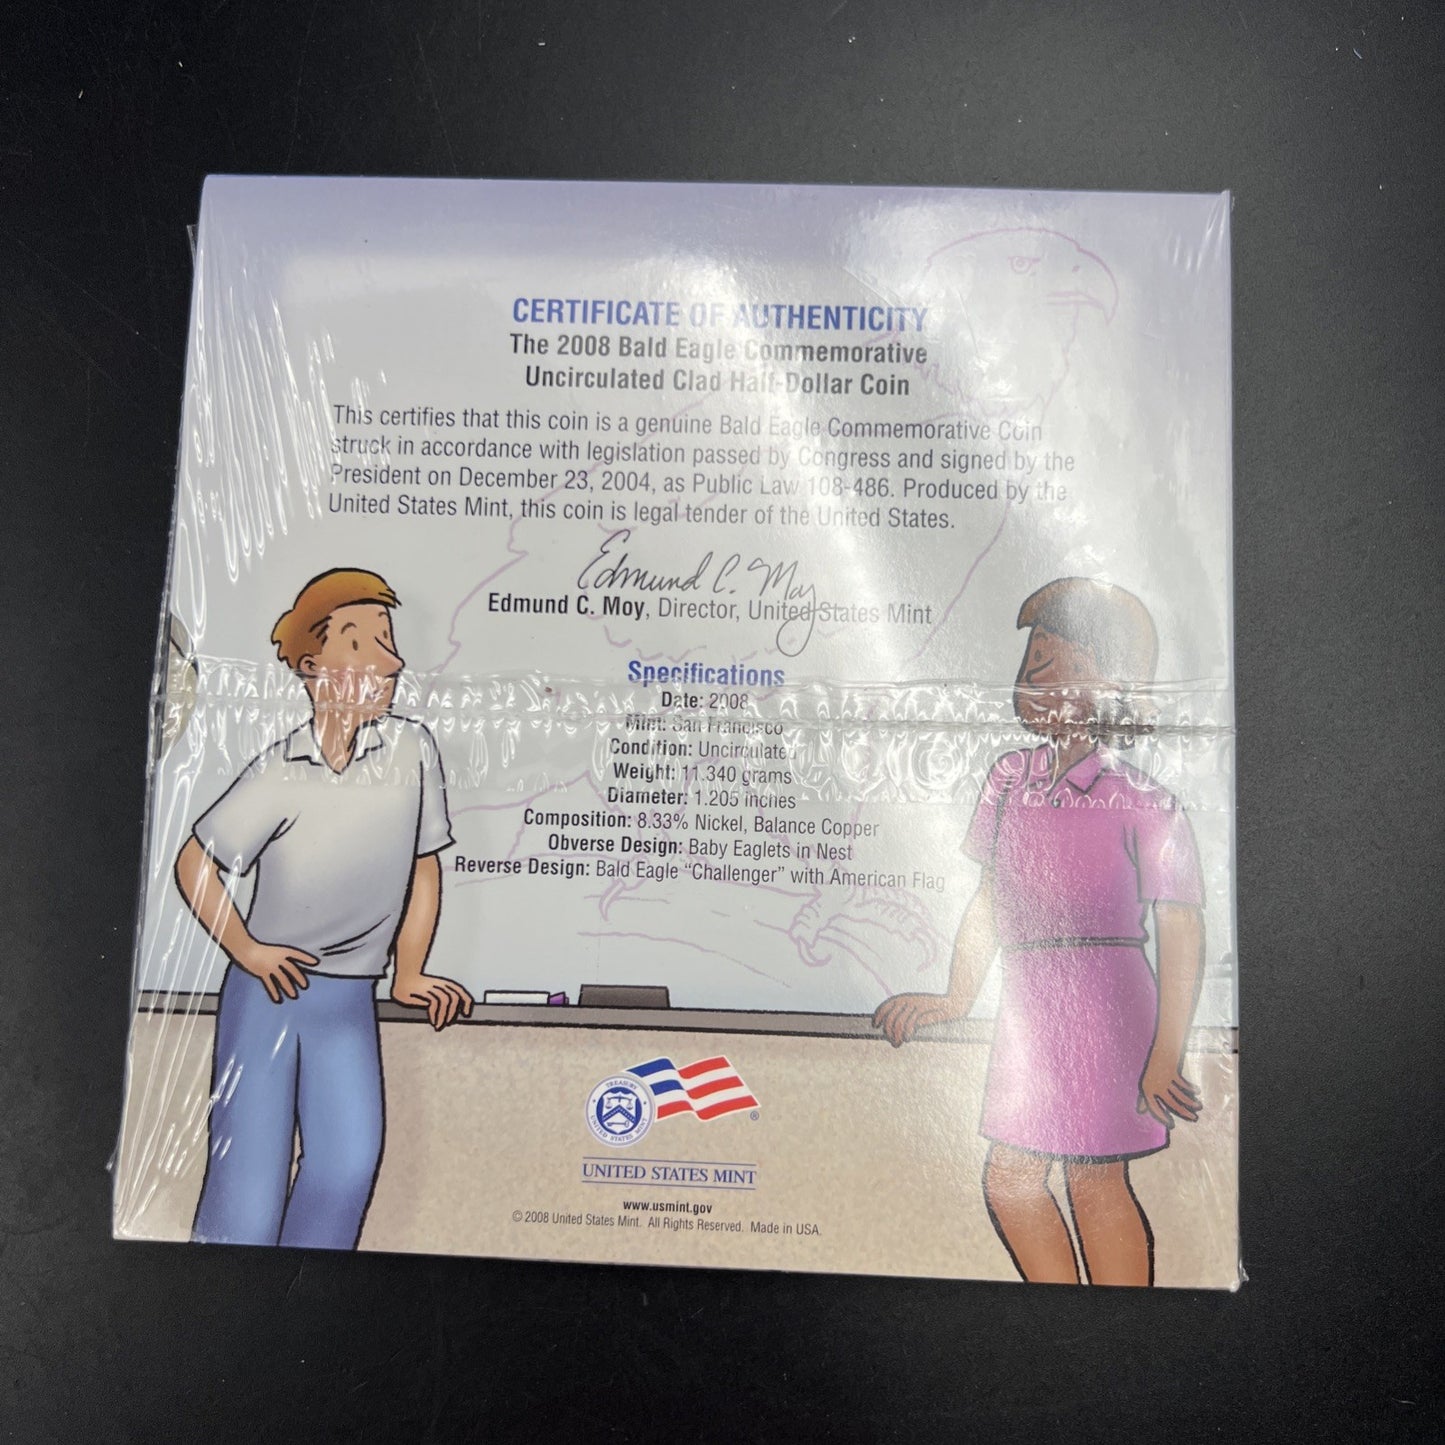 CERTIFICATE OF AUTHENTICITY
The 2008 Bald Eagle Commemorative
Uncirculated Clad Half-Dollar Coin
This certifies that this coin is a genuine Bald Eagle Commemorative Coin
struck in accordance with legislation passed by Congress and signed by the
President on December 23, 2004, as Public Law 108-486. Produced by the
United States Mint, this coin is legal tender of the United States.
Edmund C. Moy
Edmund C. Moy, Director, United States Mint
Specifications
Date: 2008
Mint: San Francisco
Condition: Uncirculated
Weight: 11.340 grams
Diameter: 1.205 inches
Composition: 8.33% Nickel, Balance Copper
Obverse Design: Baby Eaglets in Nest
Reverse Design: Bald Eagle “Challenger” with American Flag
TREASURY
UNITED STATES MINT
®
UNITED STATES MINT
www.usmint.gov
© 2008 United States Mint. All Rights Reserved. Made in USA.